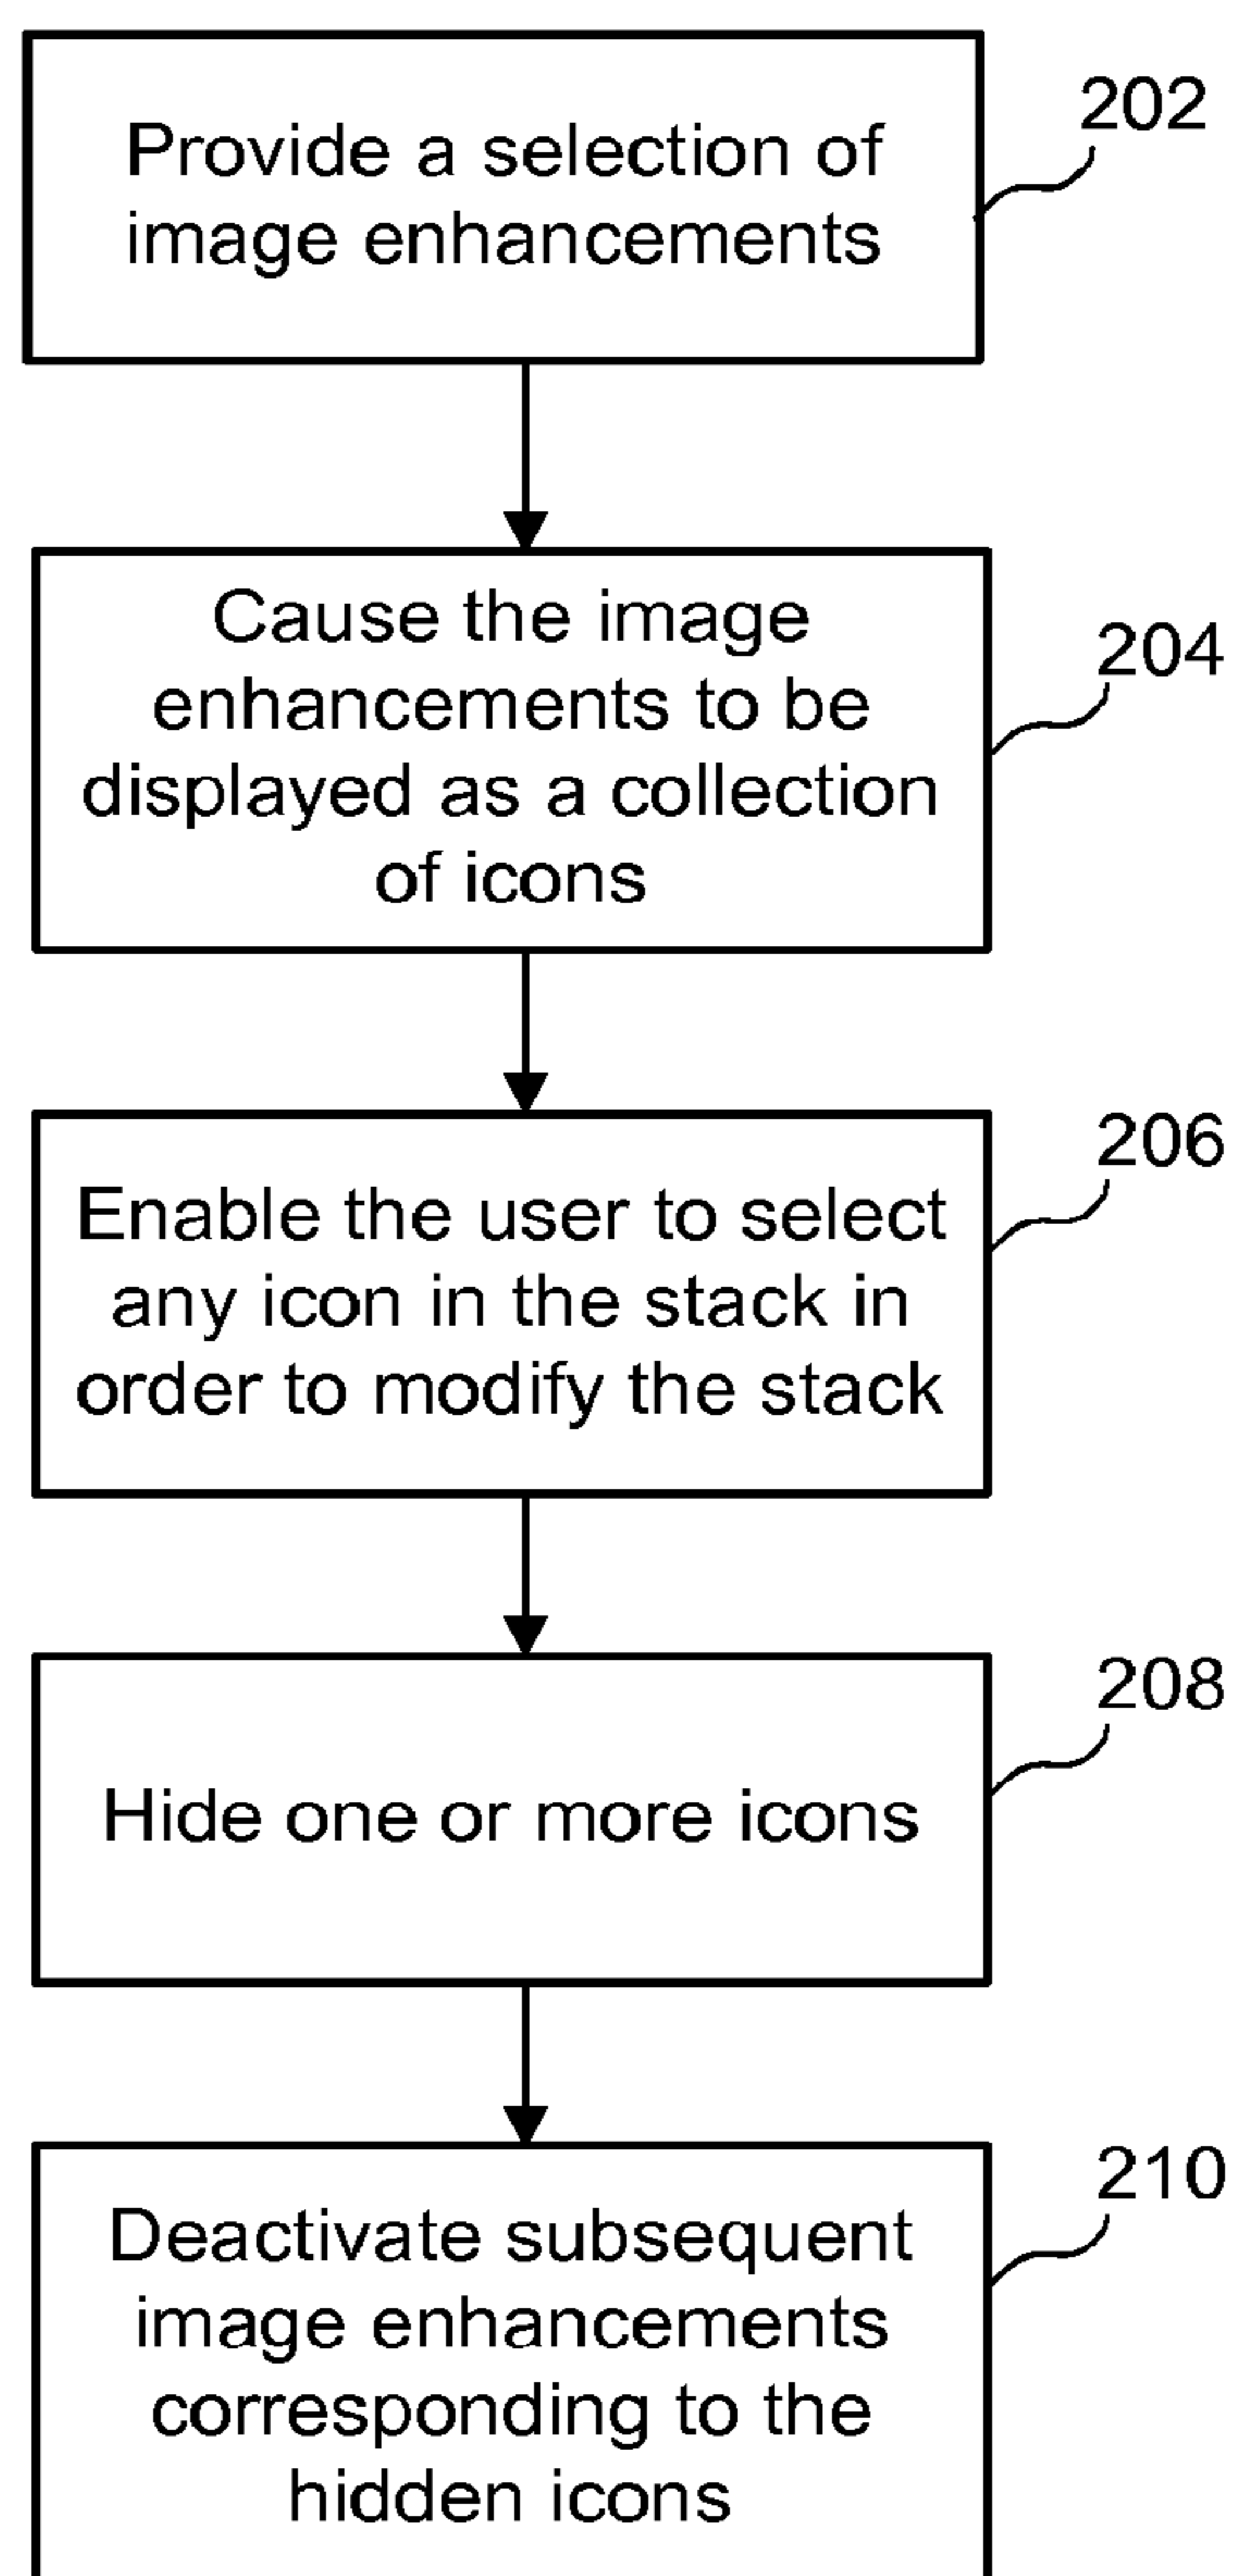 Provide a selection of
image enhancements
202
Cause the image
enhancements to be
displayed as a collection
of icons
204
Enable the user to select
any icon in the stack in
order to modify the stack
206
Hide one or more icons
208
Deactivate subsequent
image enhancements
corresponding to the
hidden icons
210